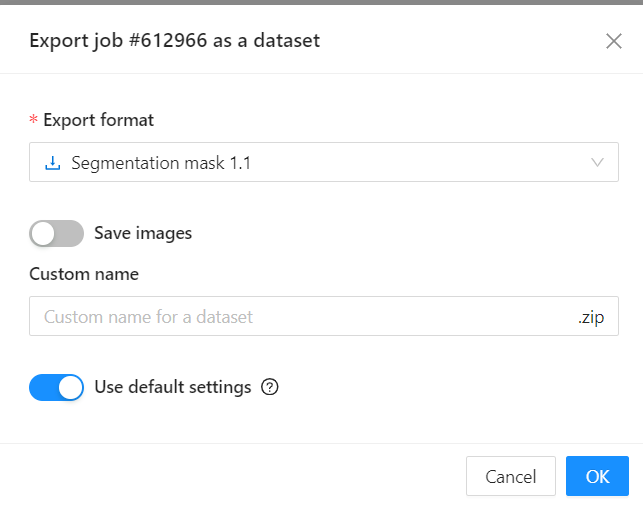 Export job #612966 as a dataset
* Export format
Segmentation mask 1.1
Save images
Custom name
Custom name for a dataset .zip
Use default settings ?
Cancel OK